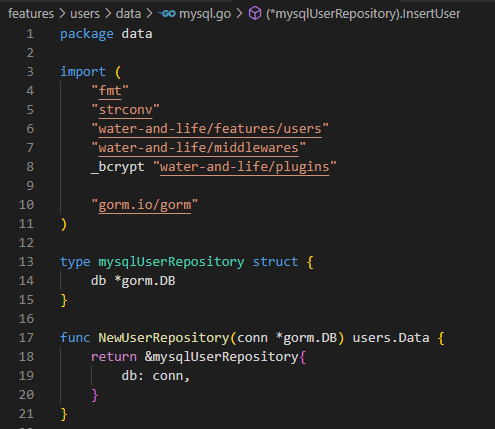 features > users > data > GO mysql.go > (*mysqlUserRepository).InsertUser
1 package data
2
3 import (
4     "fmt"
5     "strconv"
6     "water-and-life/features/users"
7     "water-and-life/middlewares"
8     _bcrypt "water-and-life/plugins"
9
10     "gorm.io/gorm"
11 )
12
13 type mysqlUserRepository struct {
14     db *gorm.DB
15 }
16
17 func NewUserRepository(conn *gorm.DB) users.Data {
18     return &mysqlUserRepository{
19         db: conn,
20     }
21 }